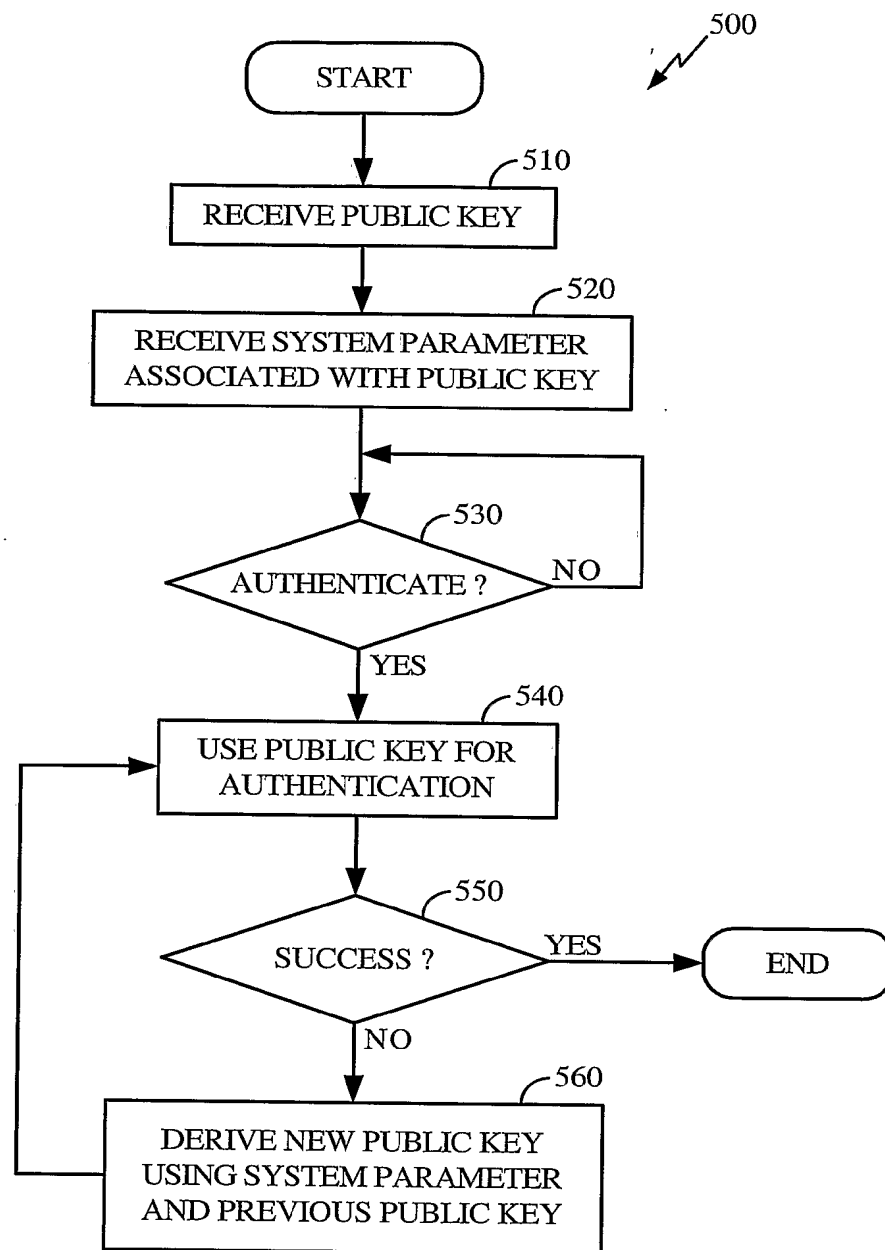 500
START
510
RECEIVE PUBLIC KEY
520
RECEIVE SYSTEM PARAMETER
ASSOCIATED WITH PUBLIC KEY
530
AUTHENTICATE ?
NO
YES
540
USE PUBLIC KEY FOR
AUTHENTICATION
550
SUCCESS ?
YES
END
NO
560
DERIVE NEW PUBLIC KEY
USING SYSTEM PARAMETER
AND PREVIOUS PUBLIC KEY